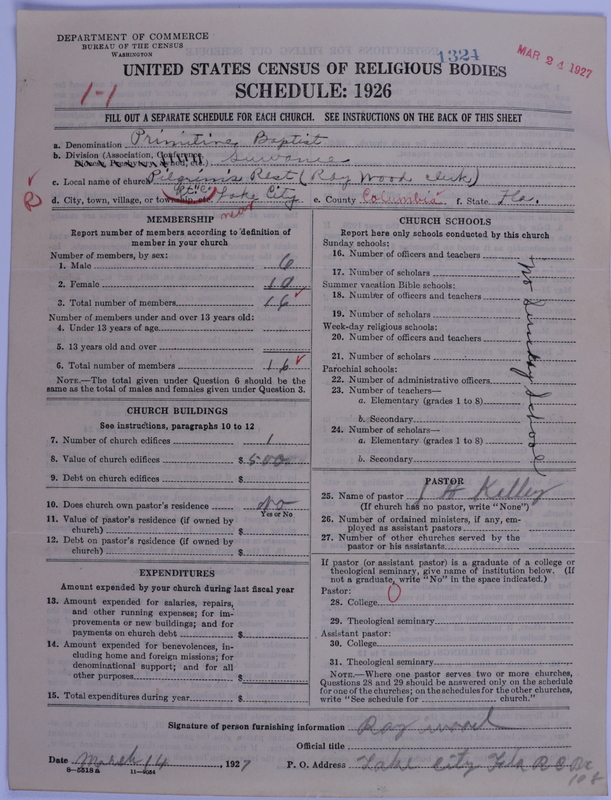 DEPARTMENT OF COMMERCE
BUREAU OF THE CENSUS
WASHINGTON
1324
MAR 24 1927
1-1
UNITED STATES CENSUS OF RELIGIOUS BODIES
SCHEDULE: 1926
FILL OUT A SEPARATE SCHEDULE FOR EACH CHURCH. SEE INSTRUCTIONS ON THE BACK OF THIS SHEET
a. Denomination Primitive Baptist
b. Division (Association, Suwanie
c. Local name of church Pilgrim's Rest (Ray Wood Clerk)
d. City, town, village, or township, etc. Lake City e. County Columbia f. State Fla.
near
MEMBERSHIP
Report number of members according to definition of member in your church
Number of members, by sex:
1. Male 6
2. Female 10
3. Total number of members 16
Number of members under and over 13 years old:
4. Under 13 years of age
5. 13 years old and over
6. Total number of members 16
NOTE.—The total given under Question 6 should be the same as the total of males and females given under Question 3.
CHURCH BUILDINGS
See instructions, paragraphs 10 to 12
7. Number of church edifices 1
8. Value of church edifices $ 500
9. Debt on church edifices $
10. Does church own pastor's residence No
Yes or No
11. Value of pastor's residence (if owned by church) $
12. Debt on pastor's residence (if owned by church) $
EXPENDITURES
Amount expended by your church during last fiscal year
13. Amount expended for salaries, repairs, and other running expenses; for improvements or new buildings; and for payments on church debt $
14. Amount expended for benevolences, including home and foreign missions; for denominational support; and for all other purposes $
15. Total expenditures during year $
CHURCH SCHOOLS
Report here only schools conducted by this church
Sunday schools:
16. Number of officers and teachers
17. Number of scholars
Summer vacation Bible schools:
18. Number of officers and teachers
19. Number of scholars
Week-day religious schools:
20. Number of officers and teachers
21. Number of scholars
Parochial schools:
22. Number of administrative officers
23. Number of teachers—
a. Elementary (grades 1 to 8)
b. Secondary
24. Number of scholars—
a. Elementary (grades 1 to 8)
b. Secondary
No Sunday School
PASTOR
25. Name of pastor J H Kelley
(If church has no pastor, write "None")
26. Number of ordained ministers, if any, employed as assistant pastors
27. Number of other churches served by the pastor or his assistants
If pastor (or assistant pastor) is a graduate of a college or theological seminary, give name of institution below. (If not a graduate, write "No" in the space indicated.)
Pastor:
28. College
29. Theological seminary
Assistant pastor:
30. College
31. Theological seminary
NOTE.—Where one pastor serves two or more churches, Questions 28 and 29 should be answered only on the schedule for one of the churches; on the schedules for the other churches, write "See schedule for church."
Signature of person furnishing information Ray Wood
Official title
Date March 14, 1927 P. O. Address Lake City Fla
8—5318a 11—9054
108